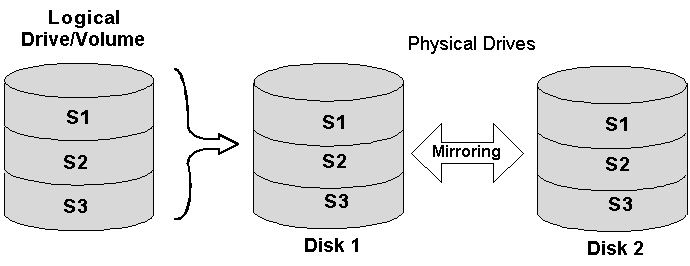 Logical
Drive/Volume
Physical Drives
S1
S2
S3
S1
S2
S3
Disk 1
Mirroring
S1
S2
S3
Disk 2